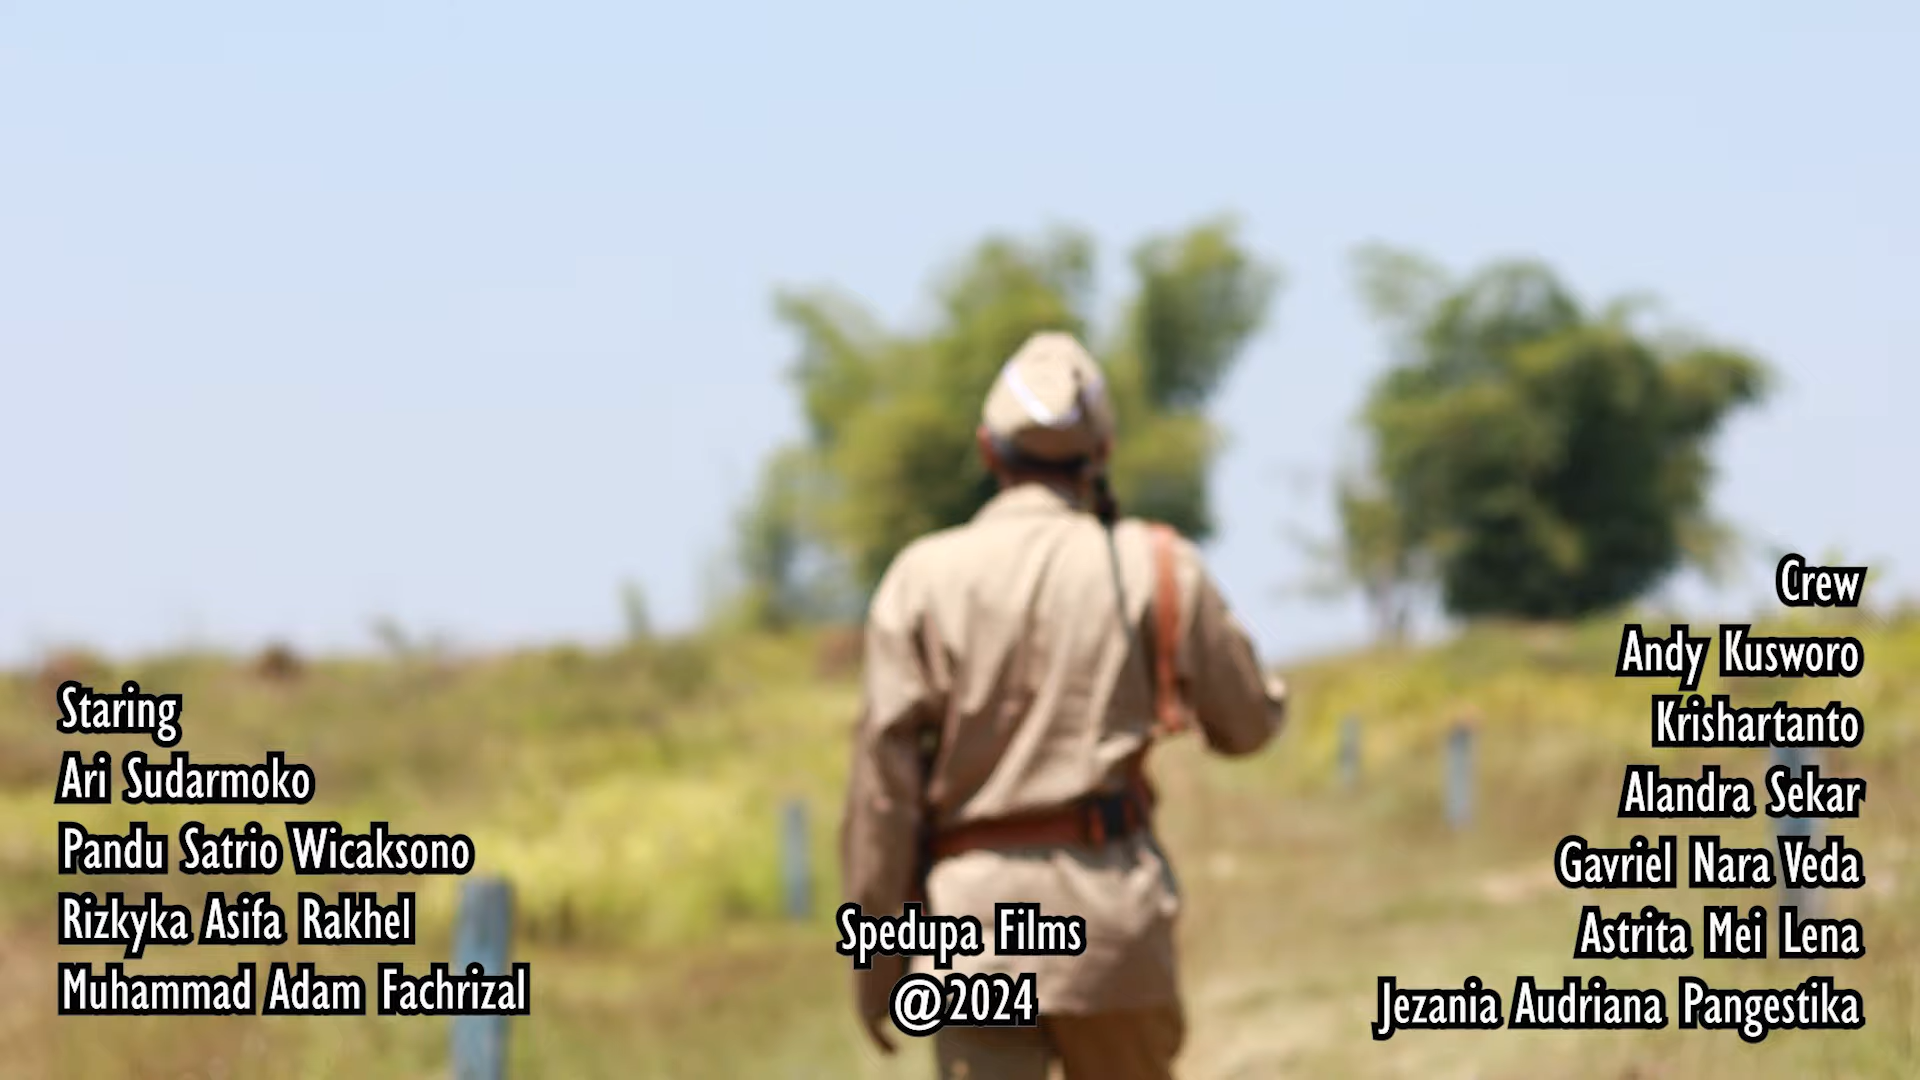 Staring
Ari Sudarmoko
Pandu Satrio Wicaksono
Rizkyka Asifa Rakhel
Muhammad Adam Fachrizal
Spedupa Films
@2024
Crew
Andy Kusworo
Krishartanto
Alandra Sekar
Gavriel Nara Veda
Astrita Mei Lena
Jezania Audriana Pangestika